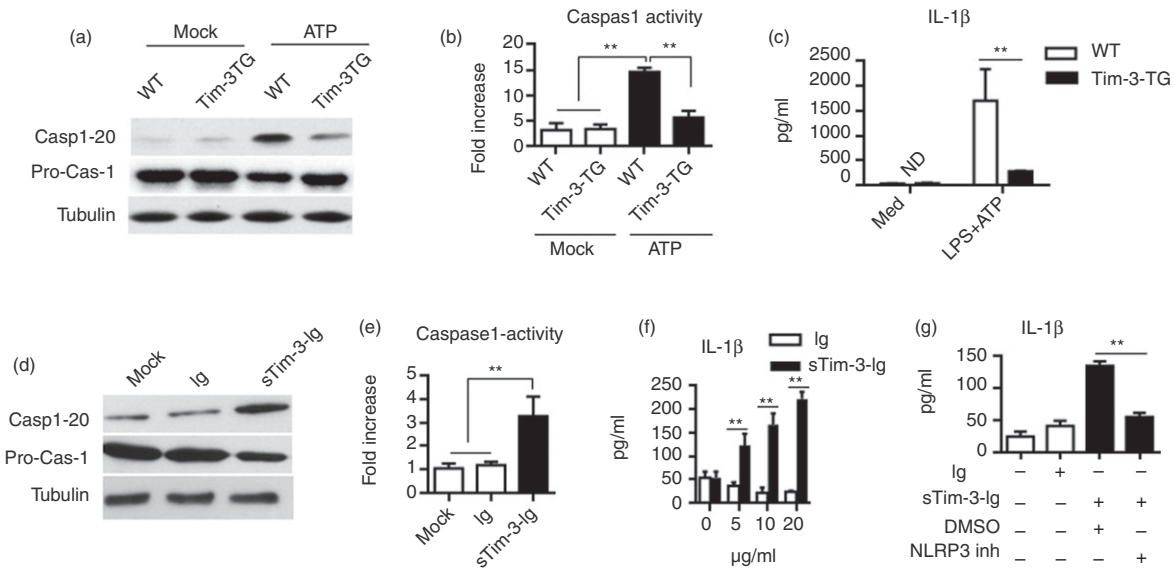 (a)
Mock
ATP
WT
Tim-3TG
WT
Tim-3TG
Casp1-20
Pro-Cas-1
Tubulin
(b)
Caspas1 activity
**
**
Fold increase
20
15
10
5
0
WT
Tim-3-TG
WT
Tim-3-TG
Mock
ATP
(c)
IL-1β
WT
Tim-3-TG
**
pg/ml
2500
2000
1500
1000
500
0
ND
Med
LPS+ATP
(d)
Mock
Ig
sTim-3-Ig
Casp1-20
Pro-Cas-1
Tubulin
(e)
Caspase1-activity
**
Fold increase
5
4
3
2
1
0
Mock
Ig
sTim-3-Ig
(f)
IL-1β
Ig
sTim-3-Ig
pg/ml
250
200
150
100
50
0
**
**
**
0 5 10 20
µg/ml
(g)
IL-1β
**
pg/ml
150
100
50
0
Ig – + – –
sTim-3-Ig – – + +
DMSO – – + –
NLRP3 inh – – – +